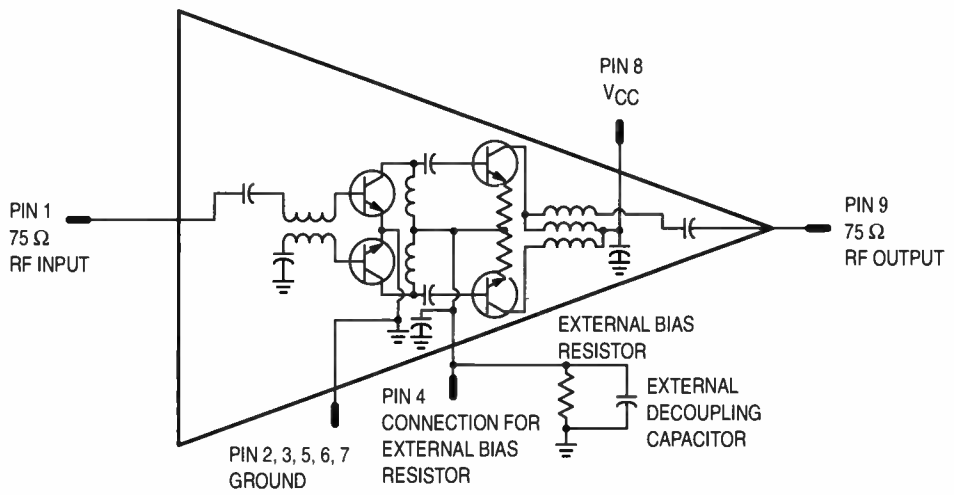 PIN 8
VCC
PIN 1
75 Ω
RF INPUT
PIN 9
75 Ω
RF OUTPUT
EXTERNAL BIAS
RESISTOR
EXTERNAL
DECOUPLING
CAPACITOR
PIN 4
CONNECTION FOR
EXTERNAL BIAS
RESISTOR
PIN 2, 3, 5, 6, 7
GROUND